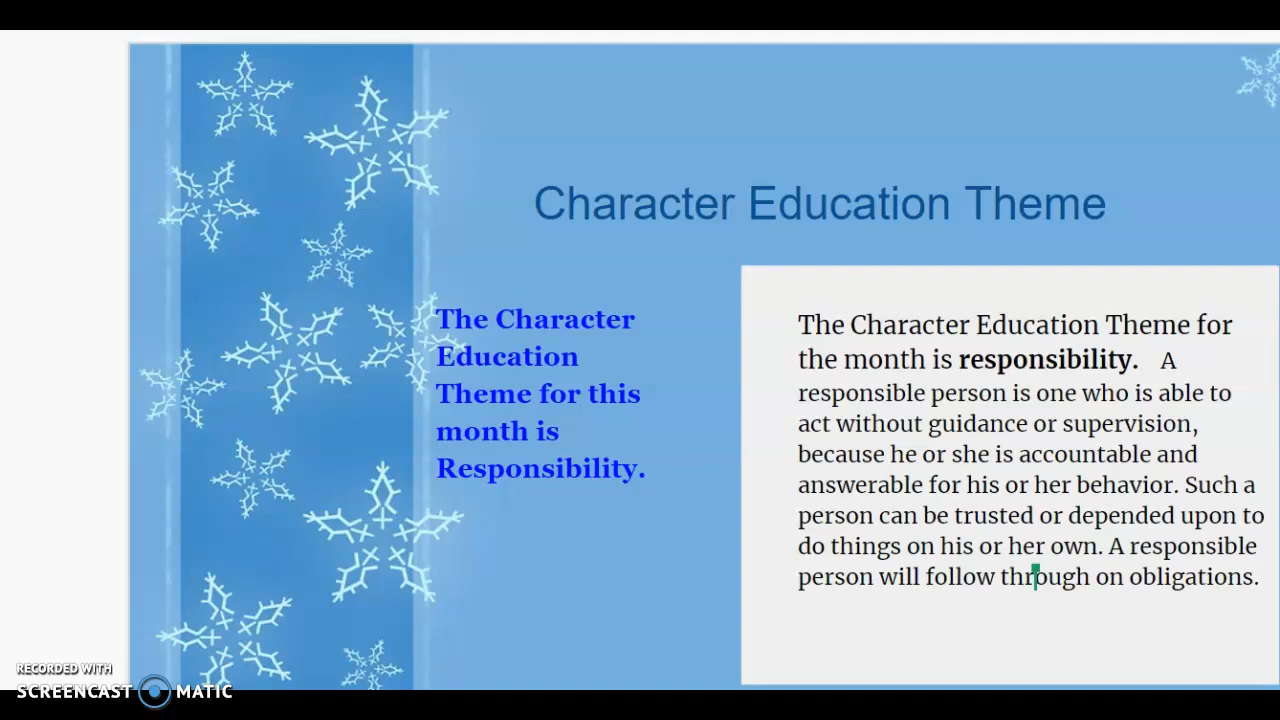 Character Education Theme
The Character
Education
Theme for this
month is
Responsibility.
The Character Education Theme for
the month is responsibility. A
responsible person is one who is able to
act without guidance or supervision,
because he or she is accountable and
answerable for his or her behavior. Such a
person can be trusted or depended upon to
do things on his or her own. A responsible
person will follow through on obligations.
RECORDED WITH
SCREENCAST MATIC